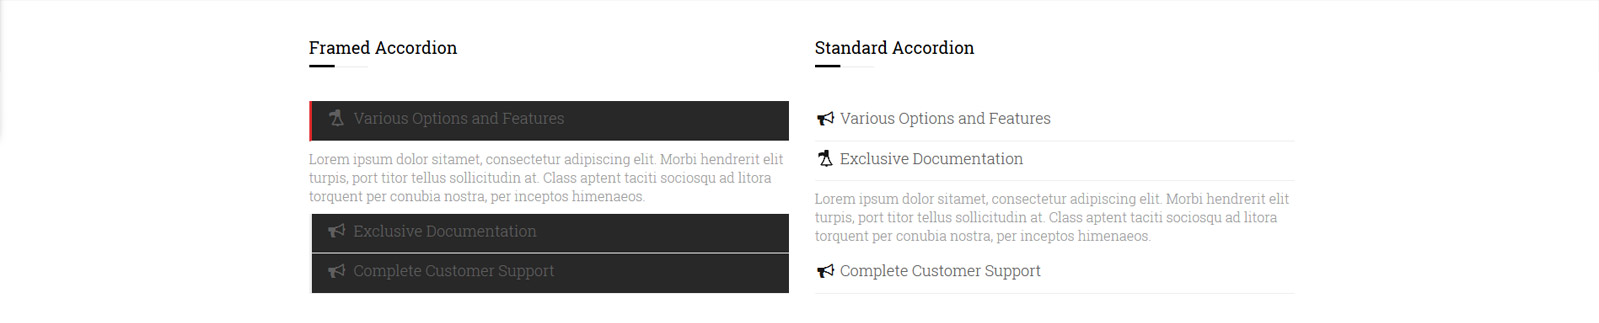 Framed Accordion
Various Options and Features
Lorem ipsum dolor sitamet, consectetur adipiscing elit. Morbi hendrerit elit
turpis, port titor tellus sollicitudin at. Class aptent taciti sociosqu ad litora
torquent per conubia nostra, per inceptos himenaeos.
Exclusive Documentation
Complete Customer Support
Standard Accordion
Various Options and Features
Exclusive Documentation
Lorem ipsum dolor sitamet, consectetur adipiscing elit. Morbi hendrerit elit
turpis, port titor tellus sollicitudin at. Class aptent taciti sociosqu ad litora
torquent per conubia nostra, per inceptos himenaeos.
Complete Customer Support